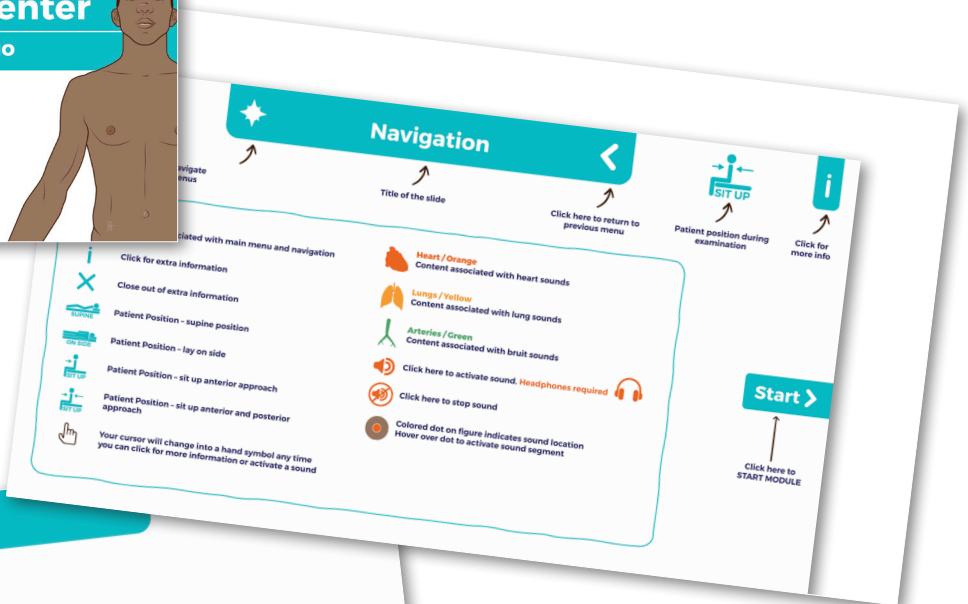 enter
o
Navigation
SIT UP
i
avigate
enus
Title of the slide
Click here to return to
previous menu
Patient position during
examination
Click for
more info
ciated with main menu and navigation
i
Click for extra information
Close out of extra information
SUPINE
Patient Position – supine position
ON SIDE
Patient Position – lay on side
SIT UP
Patient Position – sit up anterior approach
SIT UP
Patient Position – sit up anterior and posterior
approach
Your cursor will change into a hand symbol any time
you can click for more information or activate a sound
Heart / Orange
Content associated with heart sounds
Lungs / Yellow
Content associated with lung sounds
Arteries / Green
Content associated with bruit sounds
Click here to activate sound. Headphones required
Click here to stop sound
Colored dot on figure indicates sound location
Hover over dot to activate sound segment
Start
Click here to
START MODULE